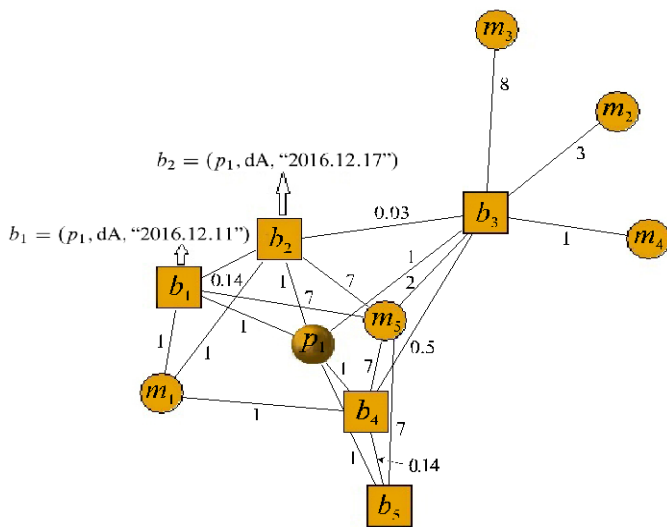 m₃
8
m₂
b₂ = (p₁, dA, “2016.12.17”)
3
0.03
b₃
b₁ = (p₁, dA, “2016.12.11”)
b₂
1
m₄
b₁
0.14
1
7
7
1
2
m₅
1
p₁
1
1
1
7
0.5
m₁
1
b₄
7
1
0.14
b₅